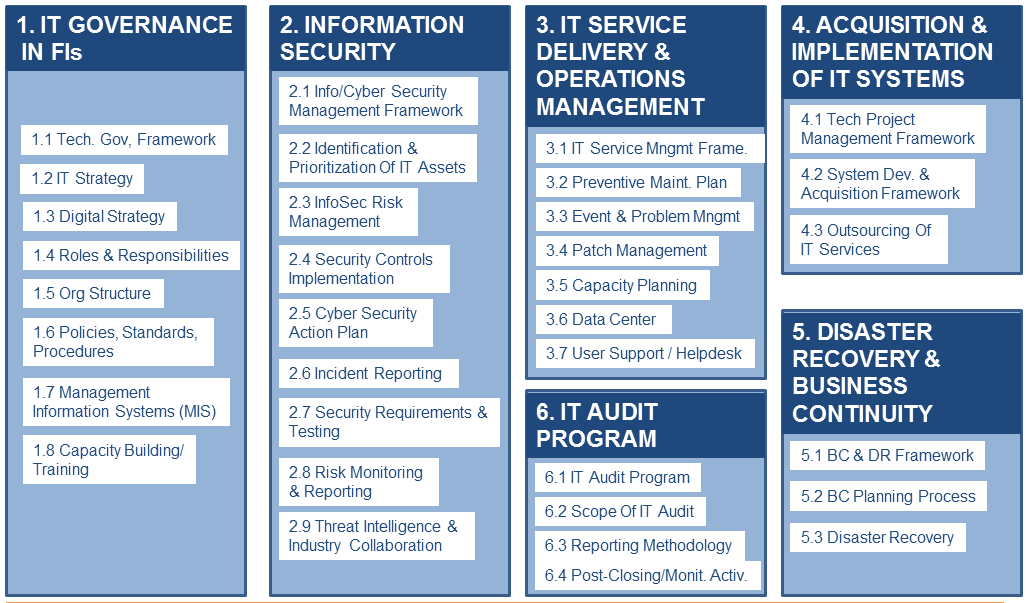 1. IT GOVERNANCE
IN FIs
1.1 Tech. Gov, Framework
1.2 IT Strategy
1.3 Digital Strategy
1.4 Roles & Responsibilities
1.5 Org Structure
1.6 Policies, Standards,
Procedures
1.7 Management
Information Systems (MIS)
1.8 Capacity Building/
Training
2. INFORMATION
SECURITY
2.1 Info/Cyber Security
Management Framework
2.2 Identification &
Prioritization Of IT Assets
2.3 InfoSec Risk
Management
2.4 Security Controls
Implementation
2.5 Cyber Security
Action Plan
2.6 Incident Reporting
2.7 Security Requirements &
Testing
2.8 Risk Monitoring
& Reporting
2.9 Threat Intelligence &
Industry Collaboration
3. IT SERVICE
DELIVERY &
OPERATIONS
MANAGEMENT
3.1 IT Service Mngmt Frame.
3.2 Preventive Maint. Plan
3.3 Event & Problem Mngmt
3.4 Patch Management
3.5 Capacity Planning
3.6 Data Center
3.7 User Support / Helpdesk
4. ACQUISITION &
IMPLEMENTATION
OF IT SYSTEMS
4.1 Tech Project
Management Framework
4.2 System Dev. &
Acquisition Framework
4.3 Outsourcing Of
IT Services
5. DISASTER
RECOVERY &
BUSINESS
CONTINUITY
5.1 BC & DR Framework
5.2 BC Planning Process
5.3 Disaster Recovery
6. IT AUDIT
PROGRAM
6.1 IT Audit Program
6.2 Scope Of IT Audit
6.3 Reporting Methodology
6.4 Post-Closing/Monit. Activ.